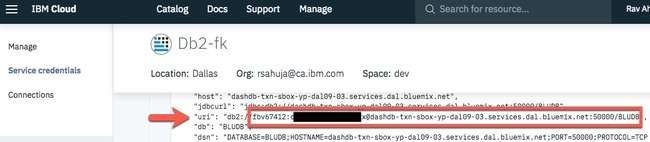 IBM Cloud Catalog Docs Support Manage Search for resource... Rav Ah
Manage
Service credentials
Connections
Db2-fk
Location: Dallas Org: rsahuja@ca.ibm.com Space: dev
"host": "dashdb-txn-sbox-yp-dal09-03.services.dal.bluemix.net",
"jdbcurl": "jdbc:db2://dashdb-txn-sbox-yp-dal09-03.services.dal.bluemix.net:50000/BLUDB"
"uri": "db2://fbv67412:c x@dashdb-txn-sbox-yp-dal09-03.services.dal.bluemix.net:50000/BLUDB",
"db": "BLUDB"
"dsn": "DATABASE=BLUDB;HOSTNAME=dashdb-txn-sbox-yp-dal09-03.services.dal.bluemix.net;PORT=50000;PROTOCOL=TCP